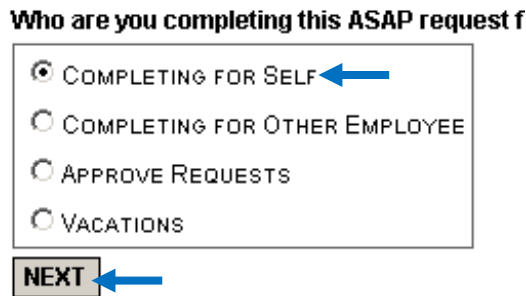 Who are you completing this ASAP request f
COMPLETING FOR SELF
COMPLETING FOR OTHER EMPLOYEE
APPROVE REQUESTS
VACATIONS
NEXT